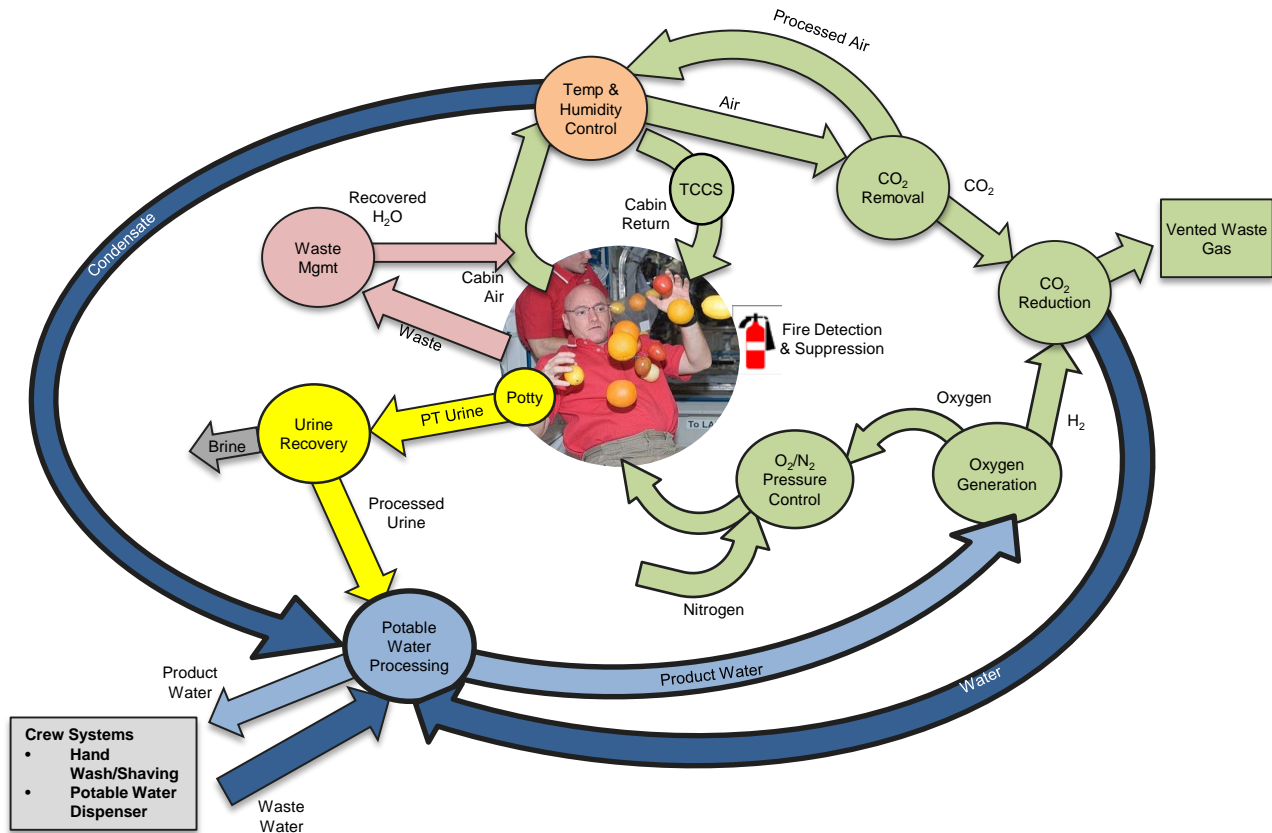 Processed Air
Temp &
Humidity
Control
Air
CO₂
Removal
CO₂
TCCS
Cabin
Return
Recovered
H₂O
Waste
Mgmt
Condensate
Cabin
Air
Waste
Vented Waste
Gas
CO₂
Reduction
Fire Detection
& Suppression
Potty
PT Urine
Urine
Recovery
Brine
To LA
Oxygen
H₂
O₂/N₂
Pressure
Control
Oxygen
Generation
Processed
Urine
Nitrogen
Potable
Water
Processing
Product Water
Water
Product
Water
Crew Systems
• Hand
Wash/Shaving
• Potable Water
Dispenser
Waste
Water